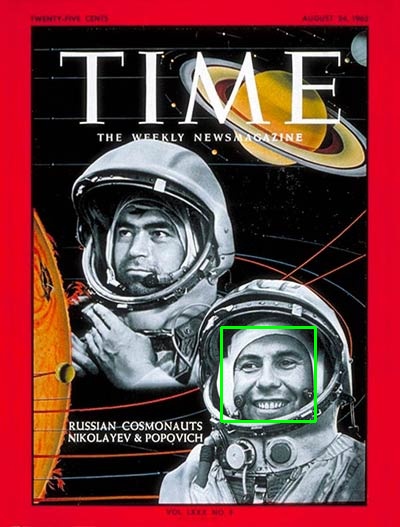 TWENTY-FIVE CENTS
AUGUST 24, 1962
TIME
THE WEEKLY NEWSMAGAZINE
RUSSIAN COSMONAUTS
NIKOLAYEV & POPOVICH
VOL. LXXX NO. 8